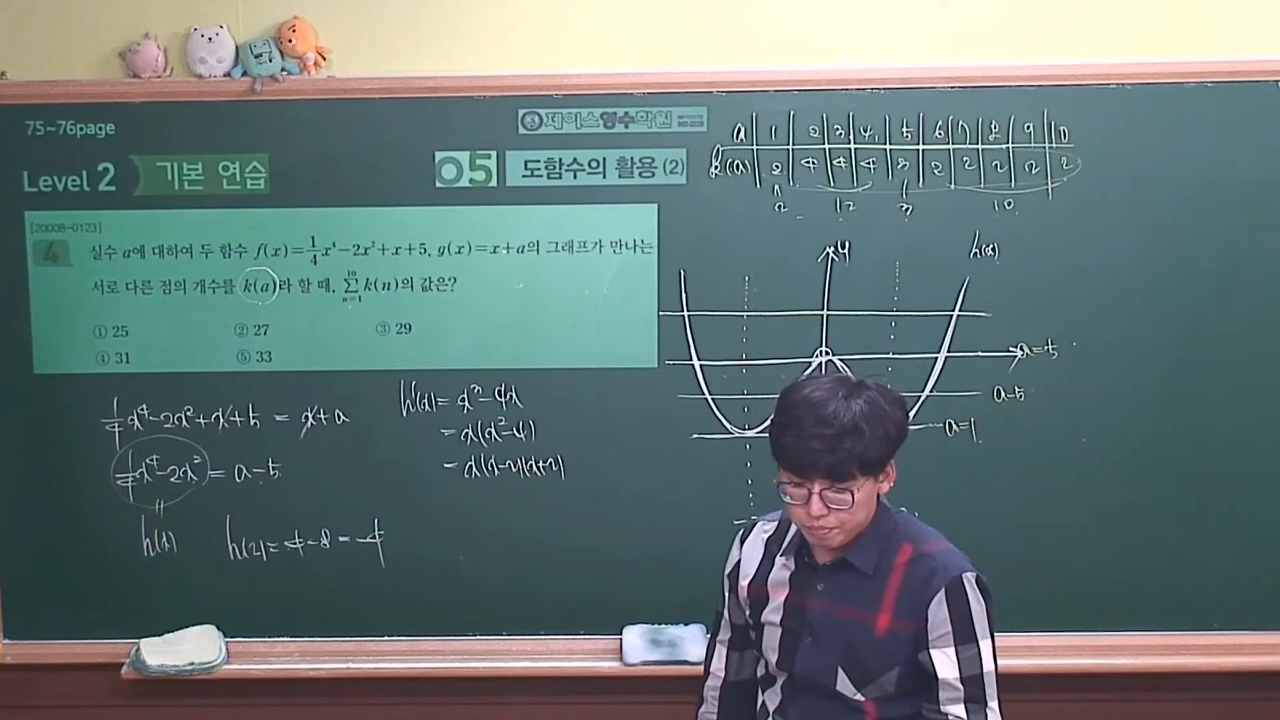 75~76page
Level 2 기본 연습
제이스영수학원
05 도함수의 활용 (2)
[20008-0123]
4 실수 a에 대하여 두 함수 f(x)=1/4x⁴-2x²+x+5, g(x)=x+a의 그래프가 만나는
서로 다른 점의 개수를 k(a)라 할 때, ∑_{n=1}^{10} k(n)의 값은?
① 25 ② 27 ③ 29
④ 31 ⑤ 33
1/4x⁴-2x²+x+5 = x+a
1/4x⁴-2x² = a-5
h(x) h(2)=4-8=-4
h'(x)= x³-4x
= x(x²-4)
= x(x-2)(x+2)
a 1 2 3 4 5 6 7 8 9 10
k(a) 2 4 4 4 3 2 2 2 2 2
2 12 3 10
y h(x)
a=5
a-5
a=1